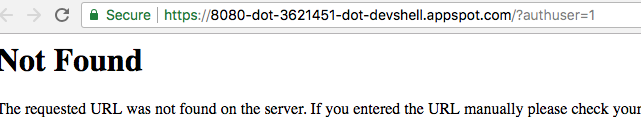 Secure https://8080-dot-3621451-dot-devshell.appspot.com/?authuser=1
Not Found
The requested URL was not found on the server. If you entered the URL manually please check your